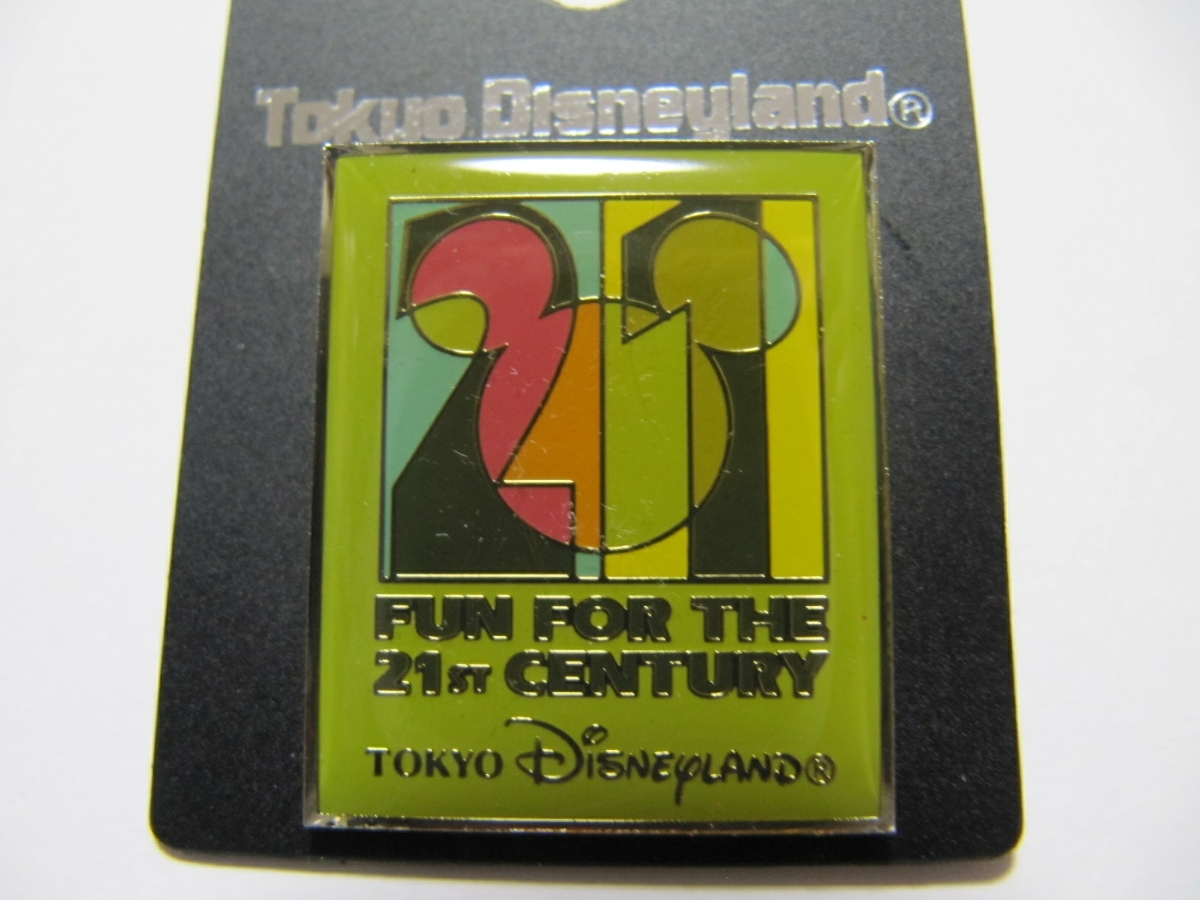 Tokyo Disneyland®
21
FUN FOR THE
21ST CENTURY
TOKYO DISNEYLAND®